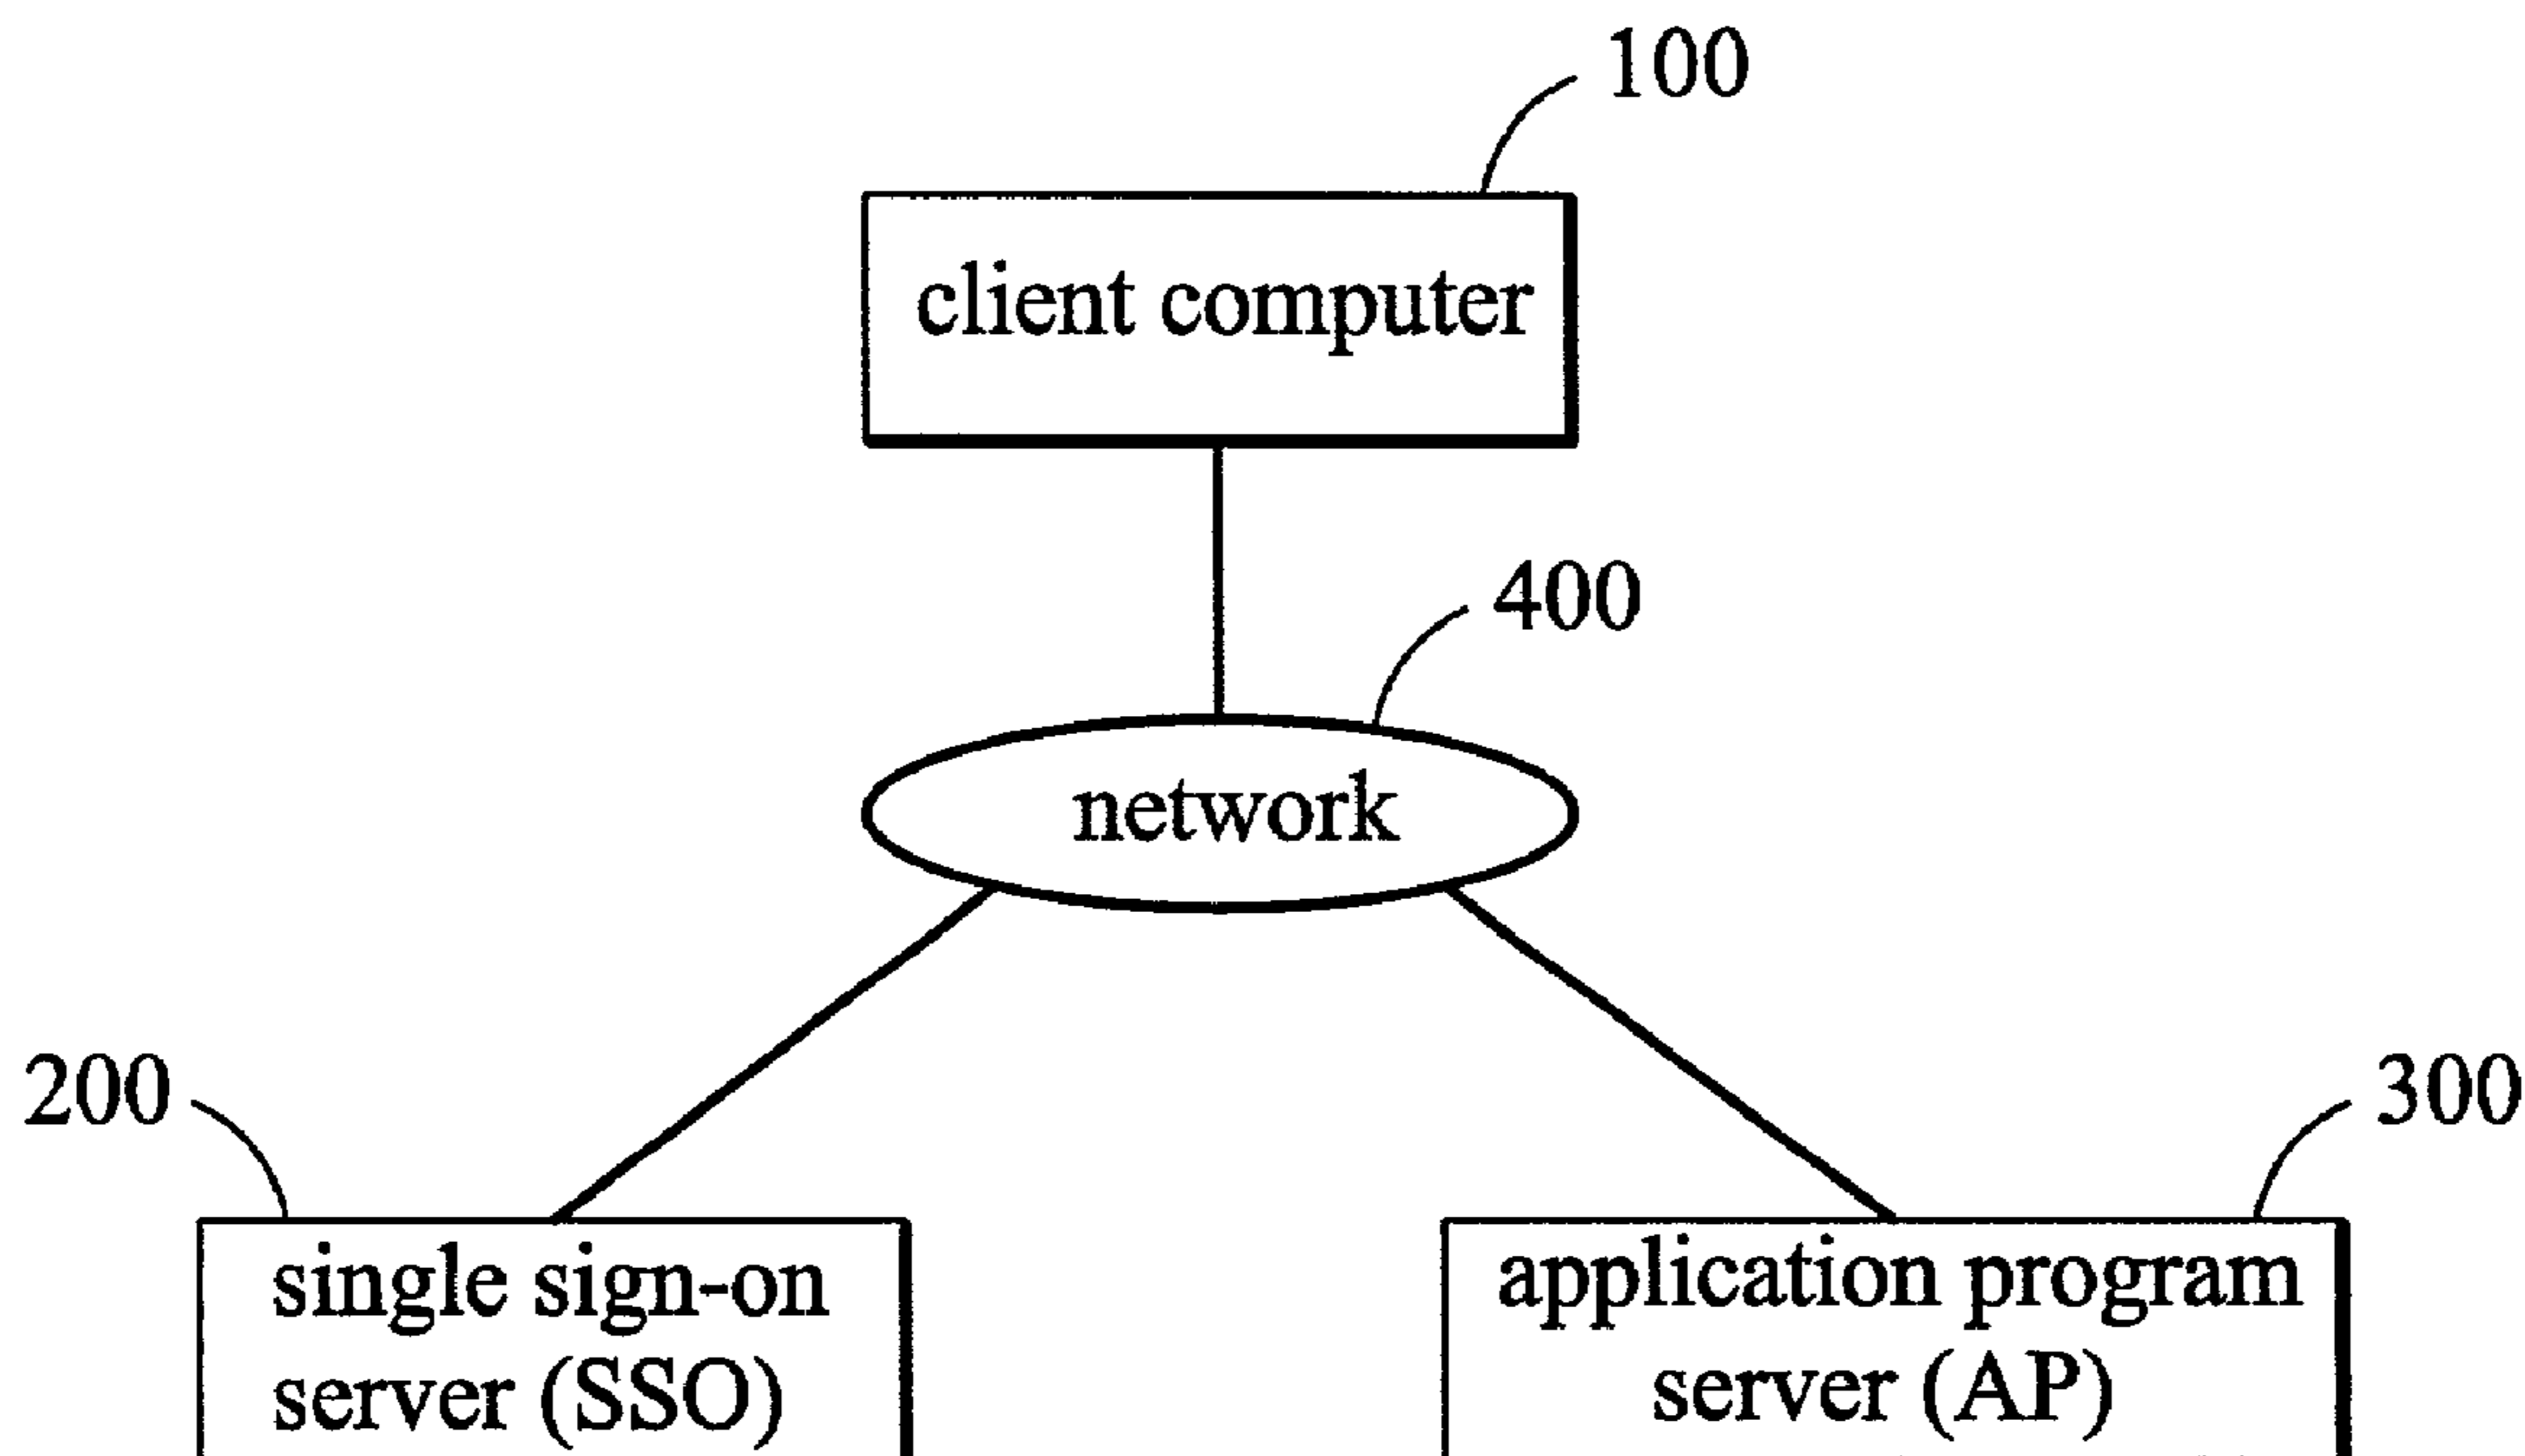 100
client computer
400
network
200
300
single sign-on
server (SSO)
application program
server (AP)